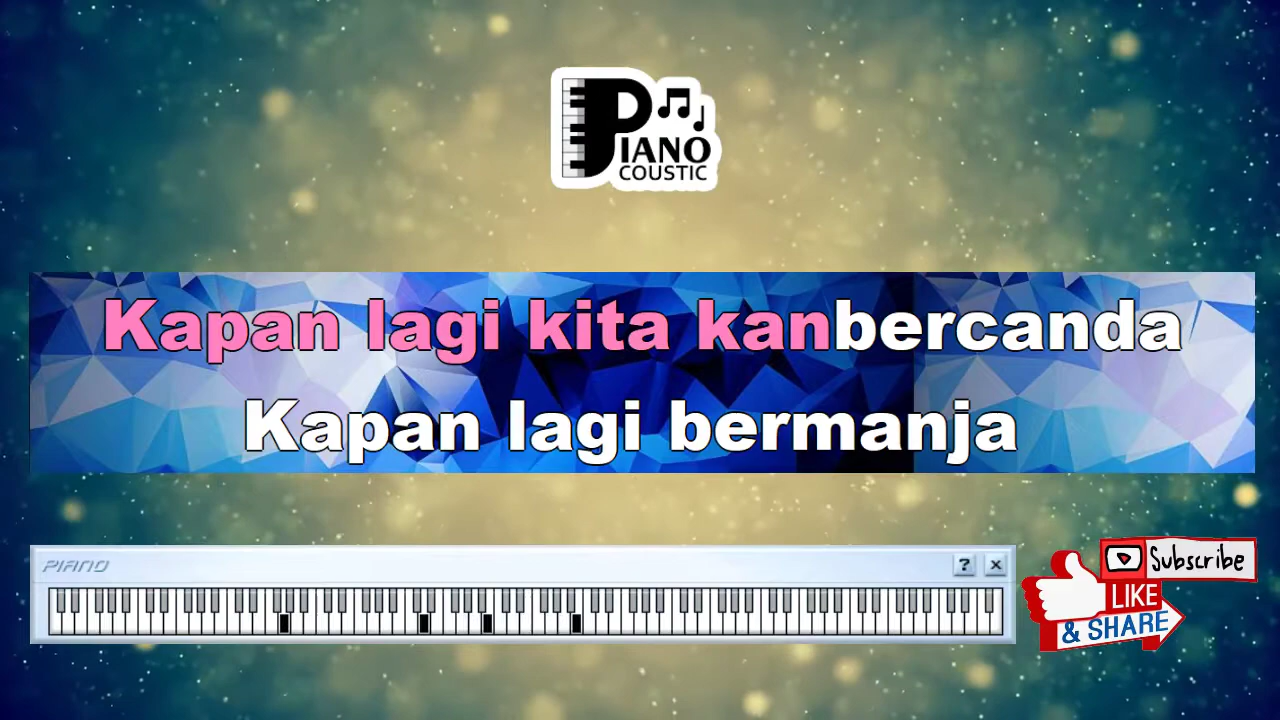 PIANO
COUSTIC
Kapan lagi kita kanbercanda
Kapan lagi bermanja
PIANO
? ×
Subscribe
LIKE
& SHARE